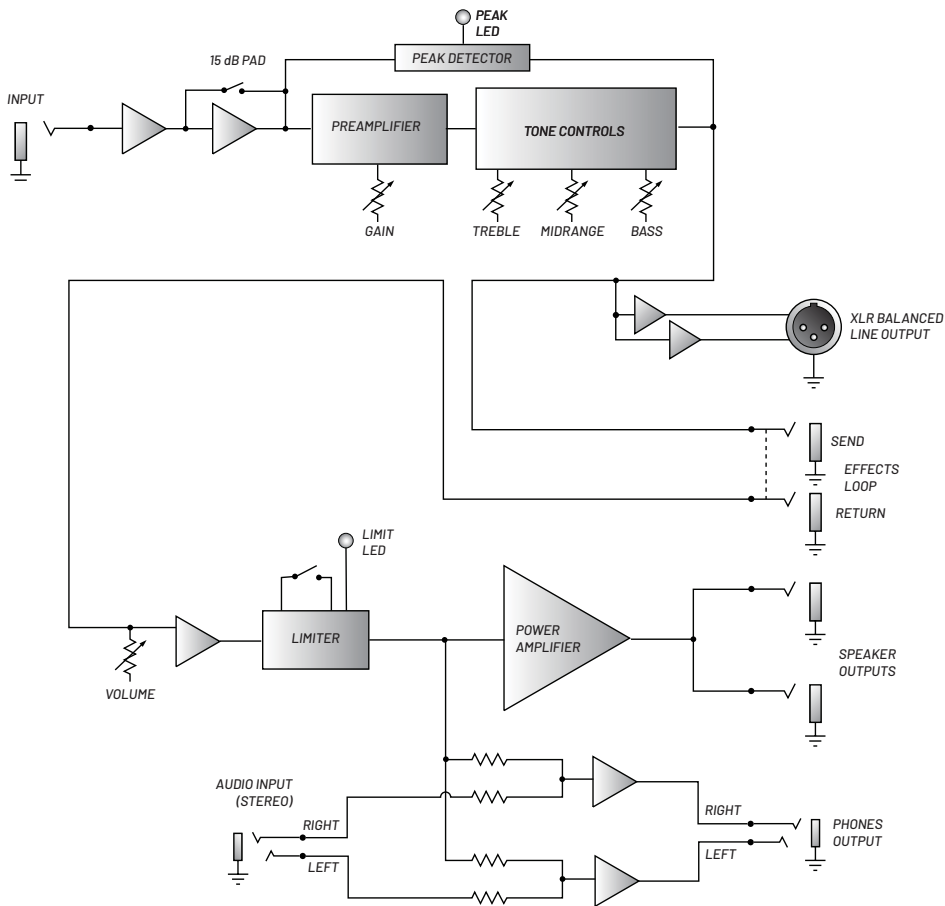 PEAK
LED
PEAK DETECTOR
15 dB PAD
INPUT
PREAMPLIFIER
TONE CONTROLS
GAIN
TREBLE
MIDRANGE
BASS
XLR BALANCED
LINE OUTPUT
SEND
EFFECTS
LOOP
RETURN
LIMIT
LED
LIMITER
POWER
AMPLIFIER
VOLUME
SPEAKER
OUTPUTS
AUDIO INPUT
(STEREO)
RIGHT
LEFT
RIGHT
LEFT
PHONES
OUTPUT